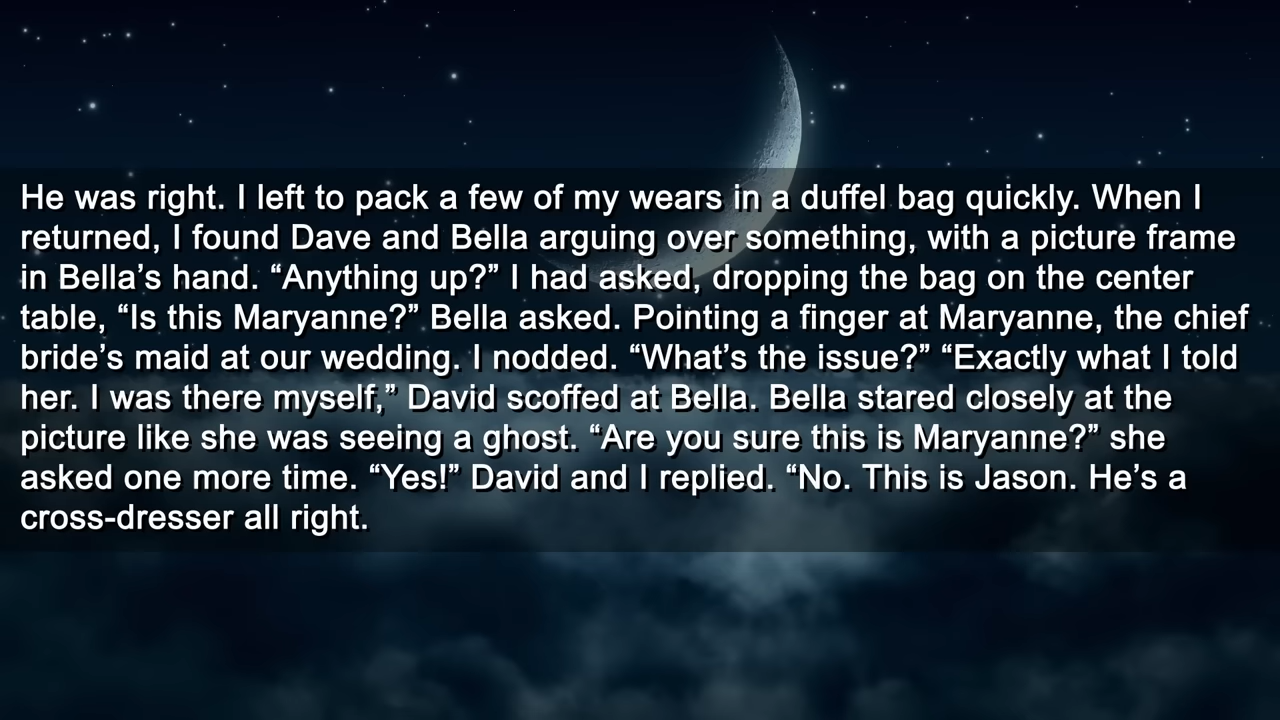 He was right. I left to pack a few of my wears in a duffel bag quickly. When I
returned, I found Dave and Bella arguing over something, with a picture frame
in Bella’s hand. “Anything up?” I had asked, dropping the bag on the center
table, “Is this Maryanne?” Bella asked. Pointing a finger at Maryanne, the chief
bride’s maid at our wedding. I nodded. “What’s the issue?” “Exactly what I told
her. I was there myself,” David scoffed at Bella. Bella stared closely at the
picture like she was seeing a ghost. “Are you sure this is Maryanne?” she
asked one more time. “Yes!” David and I replied. “No. This is Jason. He’s a
cross-dresser all right.